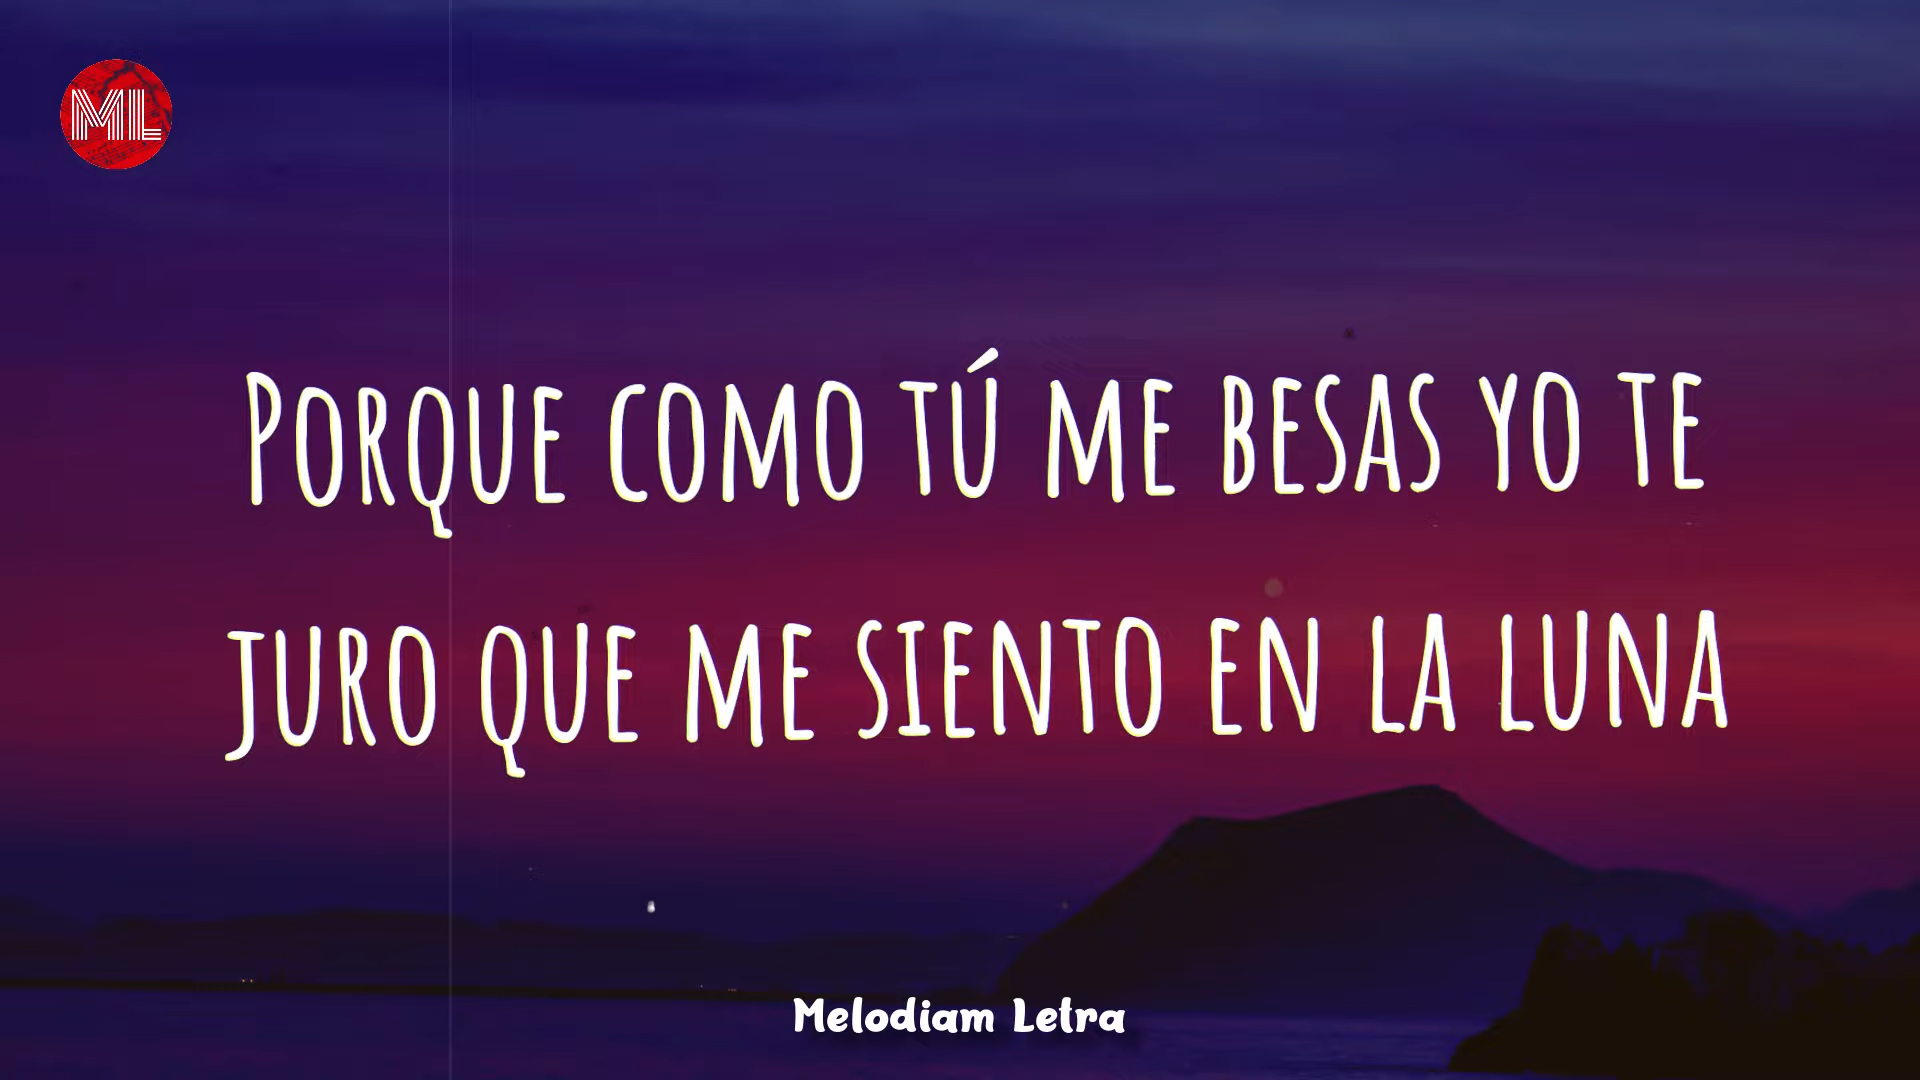 ML
Porque como tú me besas yo te
juro que me siento en la luna
Melodiam Letra